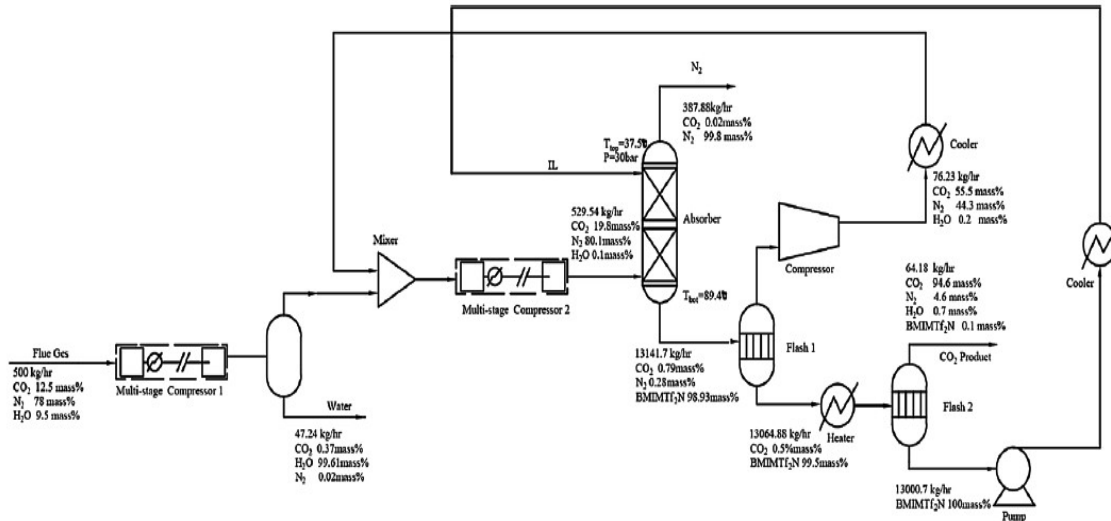 N2
387.88kg/hr
CO2 0.02mass%
N2 99.8 mass%
Ttop=37.5℃
P=30bar
IL
Absorber
Cooler
76.23 kg/hr
CO2 55.5 mass%
N2 44.3 mass%
H2O 0.2 mass%
529.54 kg/hr
CO2 19.8mass%
N2 80.1mass%
H2O 0.1mass%
Mixer
Compressor
Multi-stage Compressor 2
Tbot=89.4℃
64.18 kg/hr
CO2 94.6 mass%
N2 4.6 mass%
H2O 0.7 mass%
BMIMTf2N 0.1 mass%
Cooler
Flue Ges
500 kg/hr
CO2 12.5 mass%
N2 78 mass%
H2O 9.5 mass%
Multi-stage Compressor 1
13141.7 kg/hr
CO2 0.79mass%
N2 0.28mass%
BMIMTf2N 98.93mass%
Flash 1
CO2 Product
Flash 2
Water
47.24 kg/hr
CO2 0.37mass%
H2O 99.61mass%
N2 0.02mass%
Heater
13064.88 kg/hr
CO2 0.5%mass%
BMIMTf2N 99.5mass%
13000.7 kg/hr
BMIMTf2N 100mass%
Pump